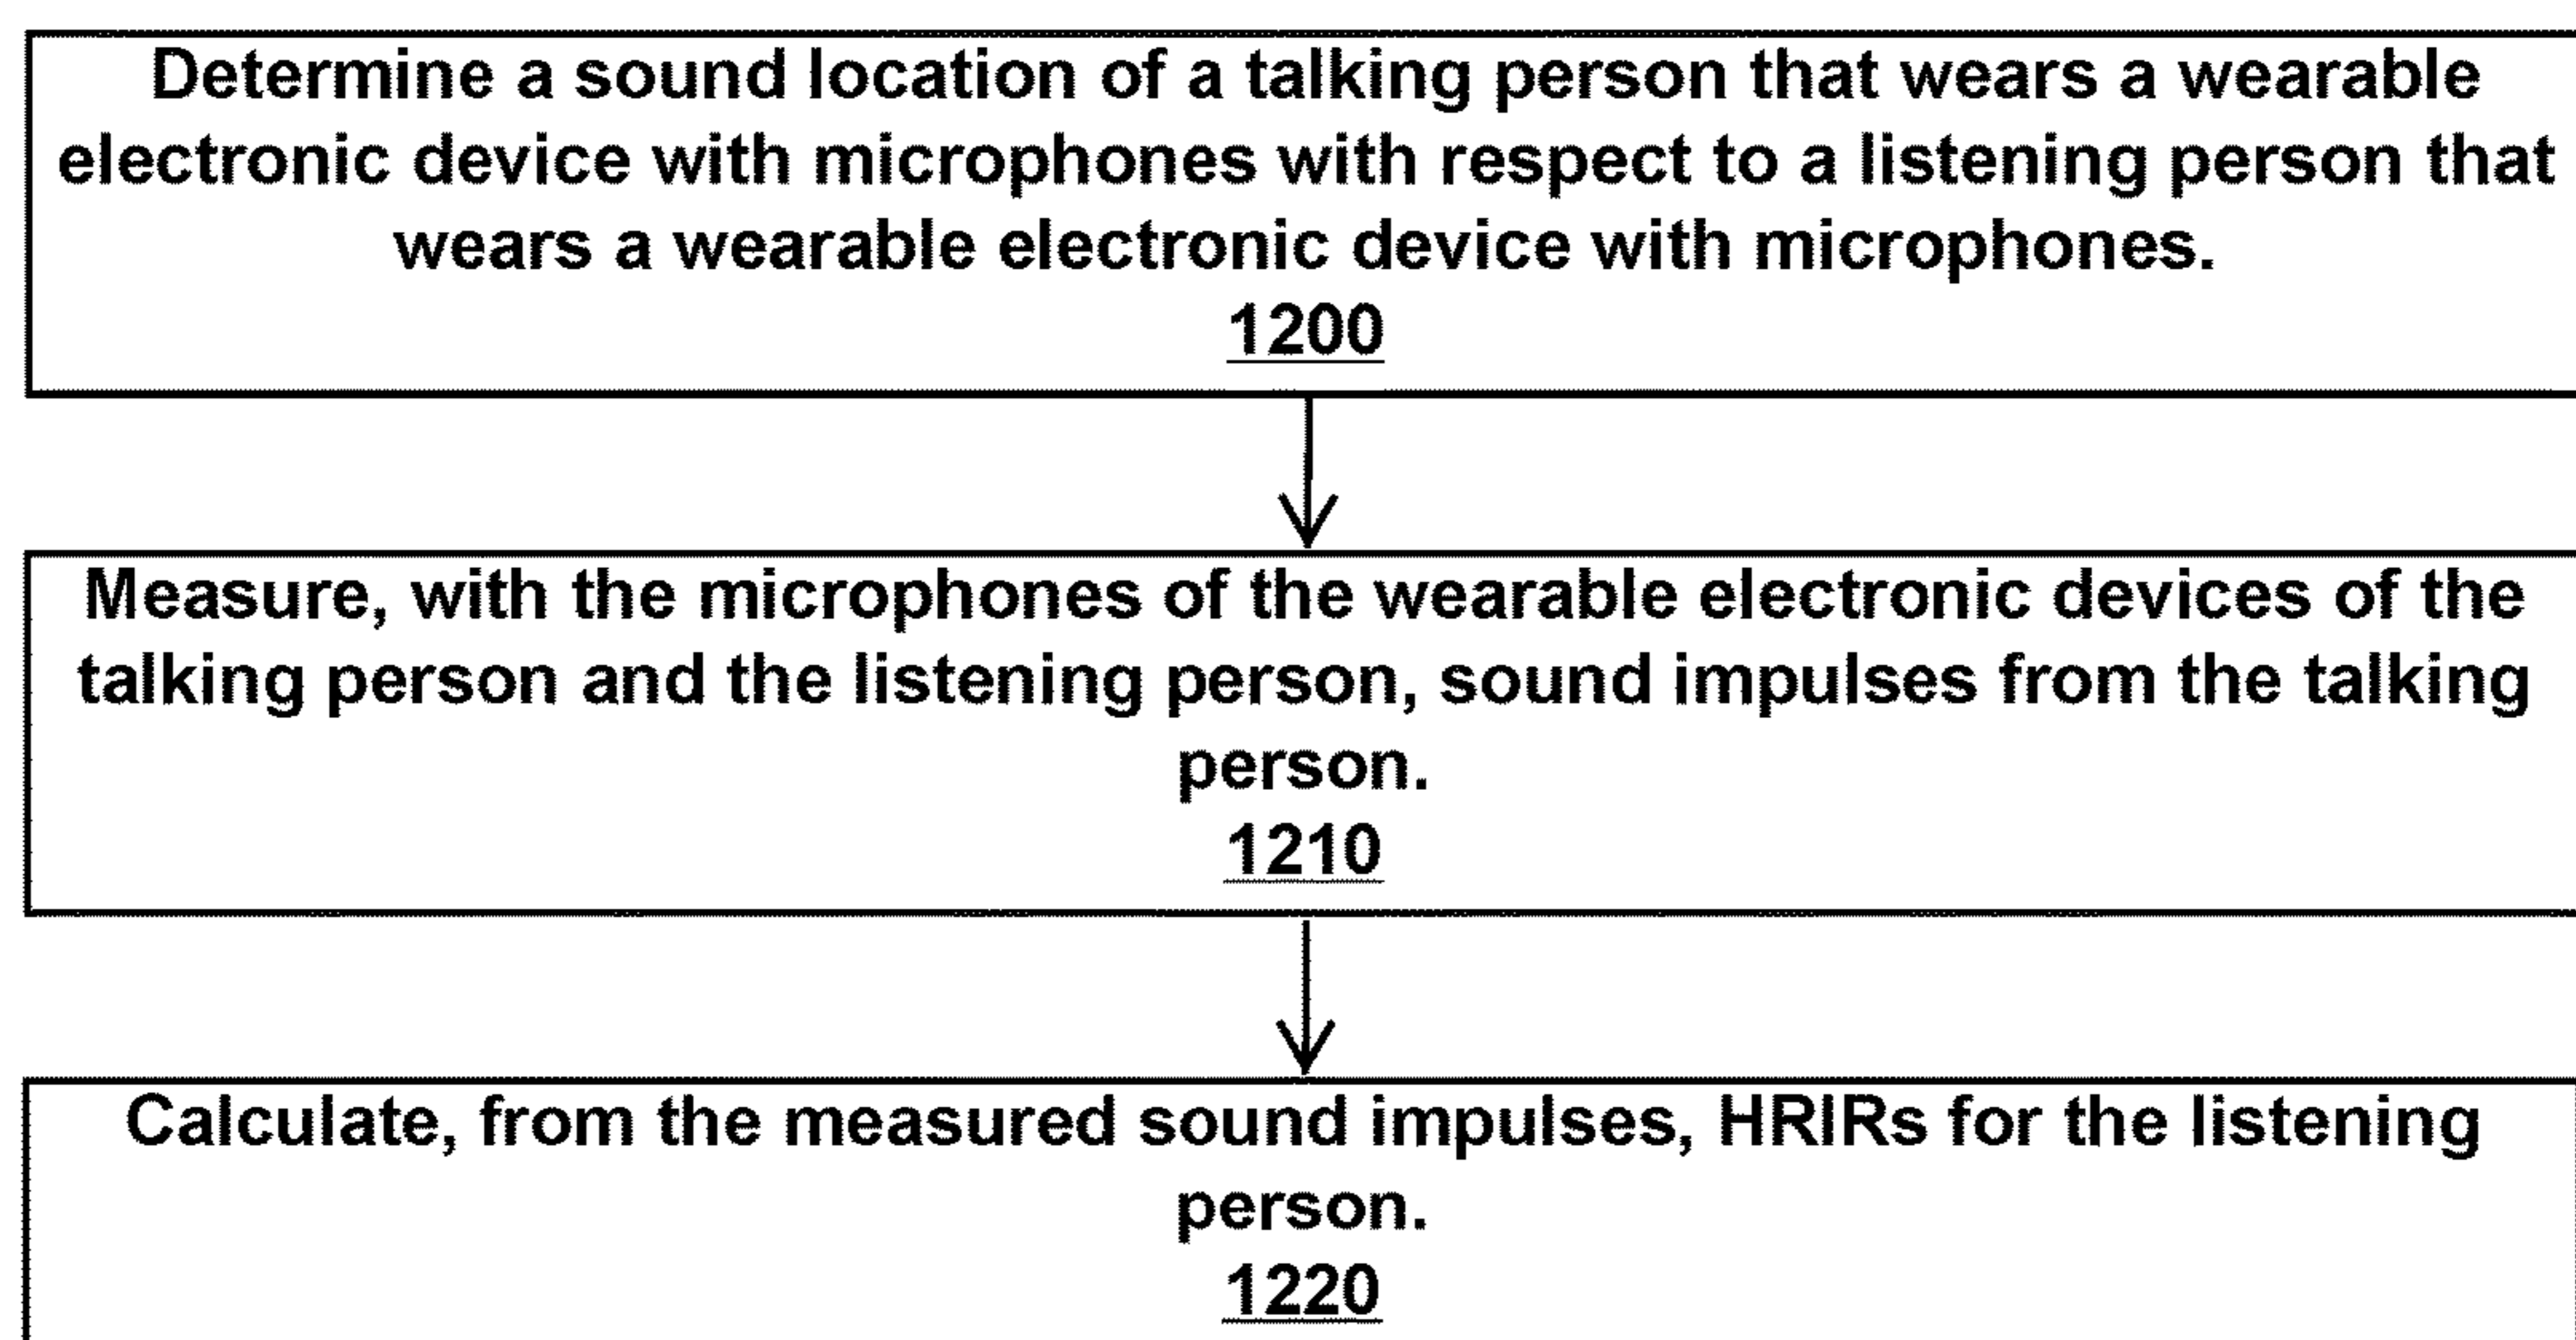 Determine a sound location of a talking person that wears a wearable
electronic device with microphones with respect to a listening person that
wears a wearable electronic device with microphones.
1200
Measure, with the microphones of the wearable electronic devices of the
talking person and the listening person, sound impulses from the talking
person.
1210
Calculate, from the measured sound impulses, HRIRs for the listening
person.
1220